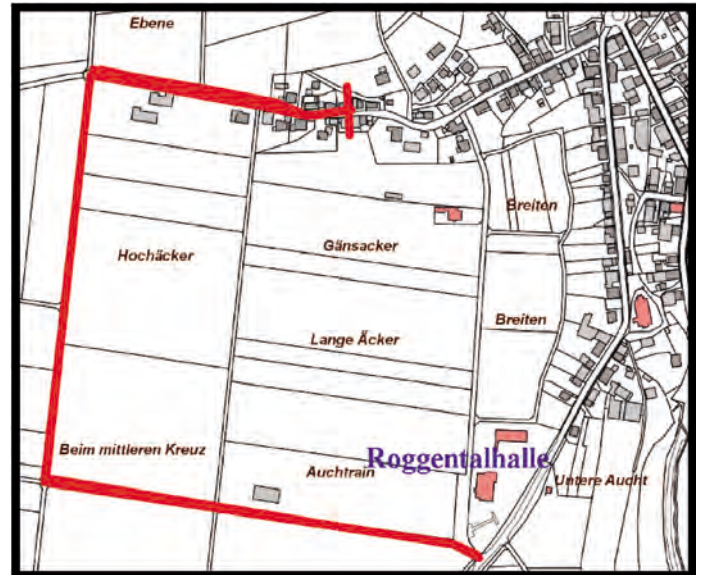 Ebene
Breiten
Hochäcker
Gänsacker
Breiten
Lange Äcker
Beim mittleren Kreuz
Roggentalhalle
Auchtrain
Untere Aucht